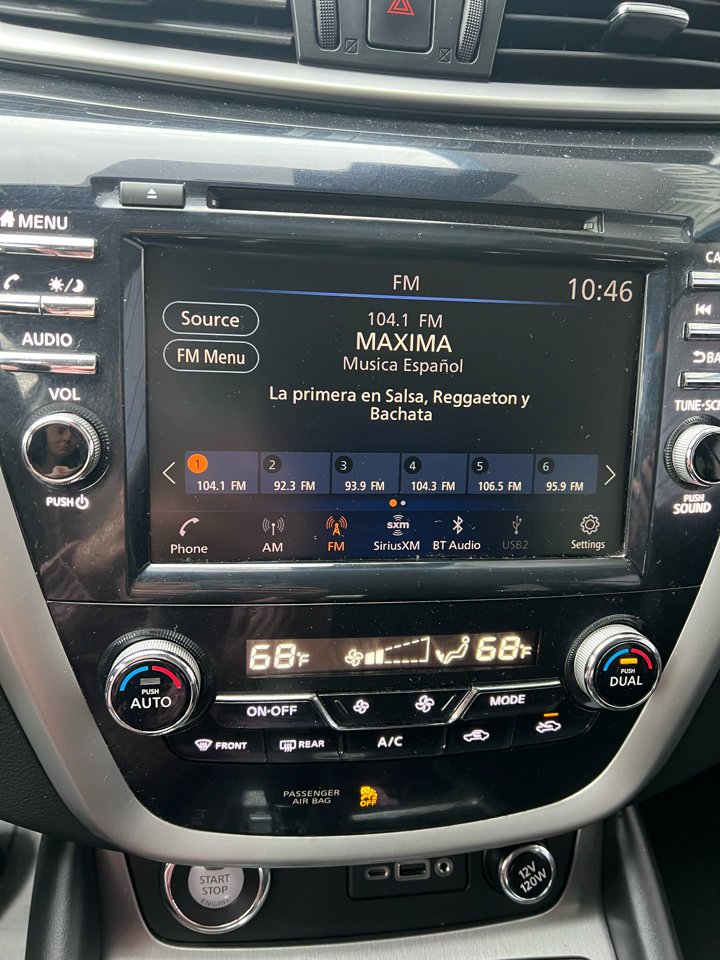 MENU
AUDIO
VOL
PUSH
FM
10:46
Source
FM Menu
104.1 FM
MAXIMA
Musica Español
La primera en Salsa, Reggaeton y
Bachata
1
2
3
4
5
6
104.1 FM
92.3 FM
93.9 FM
104.3 FM
106.5 FM
95.9 FM
Phone
AM
FM
sxm
SiriusXM
BT Audio
USB2
Settings
CA
BA
TUNE·SCR
PUSH
SOUND
68°F
68°F
PUSH
AUTO
PUSH
DUAL
ON·OFF
MODE
FRONT
REAR
A/C
PASSENGER
AIR BAG
OFF
START
STOP
ENGINE
12V
120W